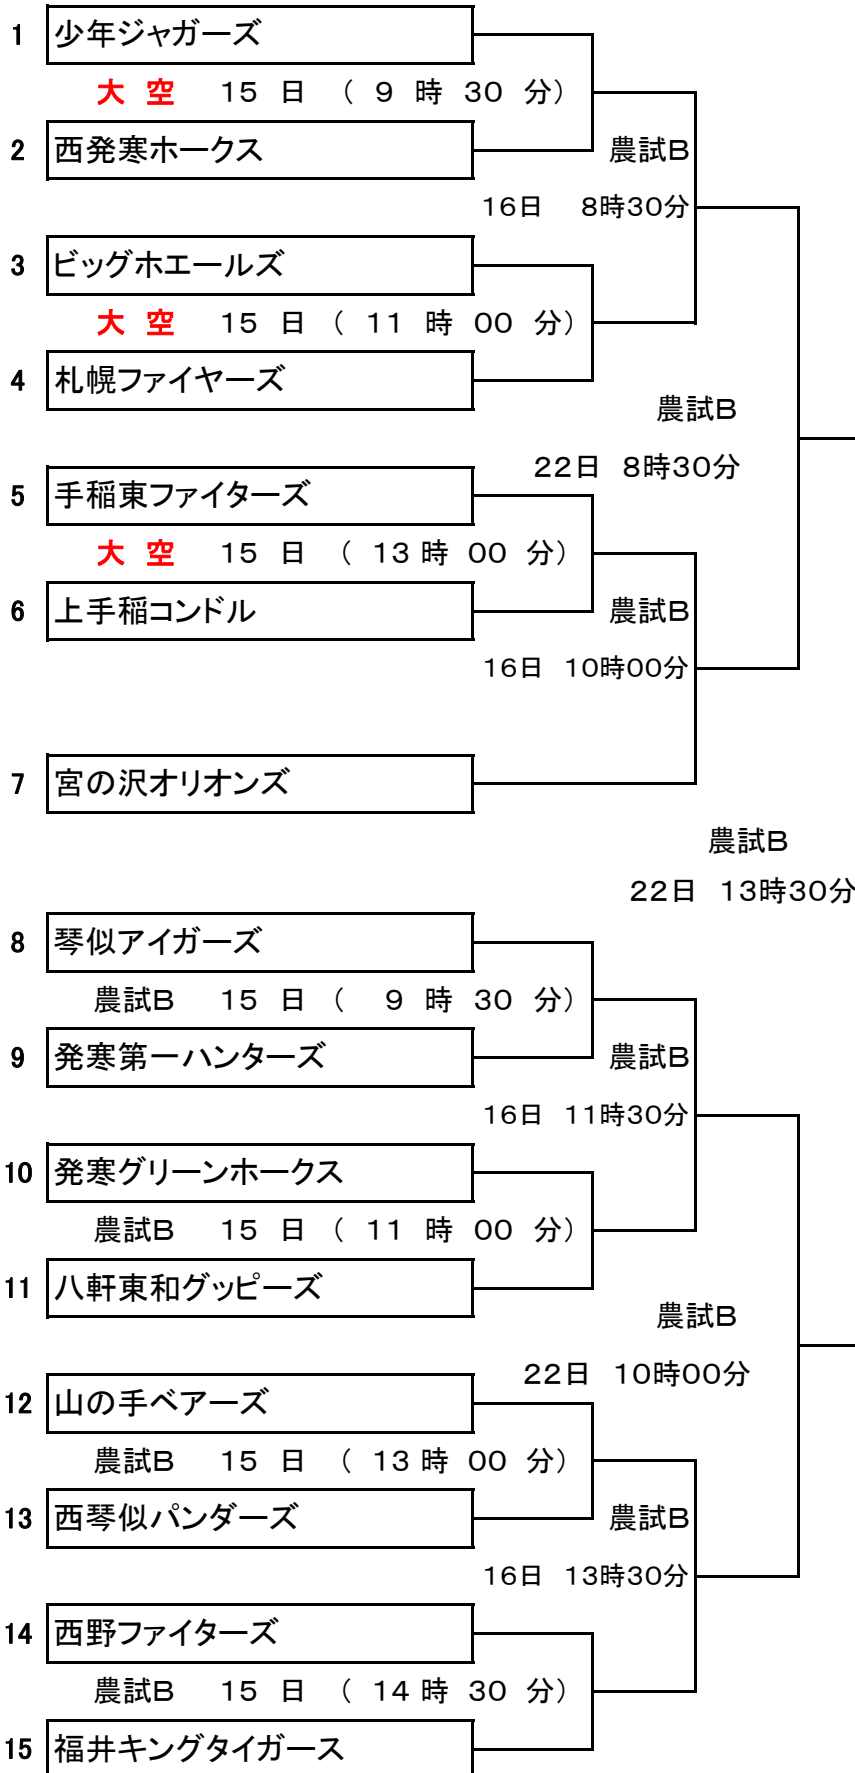 1 少年ジャガーズ
大 空 15 日 ( 9 時 30 分)
2 西発寒ホークス
農試B
16日 8時30分
3 ビッグホエールズ
大 空 15 日 ( 11 時 00 分)
4 札幌ファイヤーズ
農試B
22日 8時30分
5 手稲東ファイターズ
大 空 15 日 ( 13 時 00 分)
6 上手稲コンドル
農試B
16日 10時00分
7 宮の沢オリオンズ
農試B
22日 13時30分
8 琴似アイガーズ
農試B 15 日 ( 9 時 30 分)
9 発寒第一ハンターズ
農試B
16日 11時30分
10 発寒グリーンホークス
農試B 15 日 ( 11 時 00 分)
11 八軒東和グッピーズ
農試B
22日 10時00分
12 山の手ベアーズ
農試B 15 日 ( 13 時 00 分)
13 西琴似パンダーズ
農試B
16日 13時30分
14 西野ファイターズ
農試B 15 日 ( 14 時 30 分)
15 福井キングタイガース